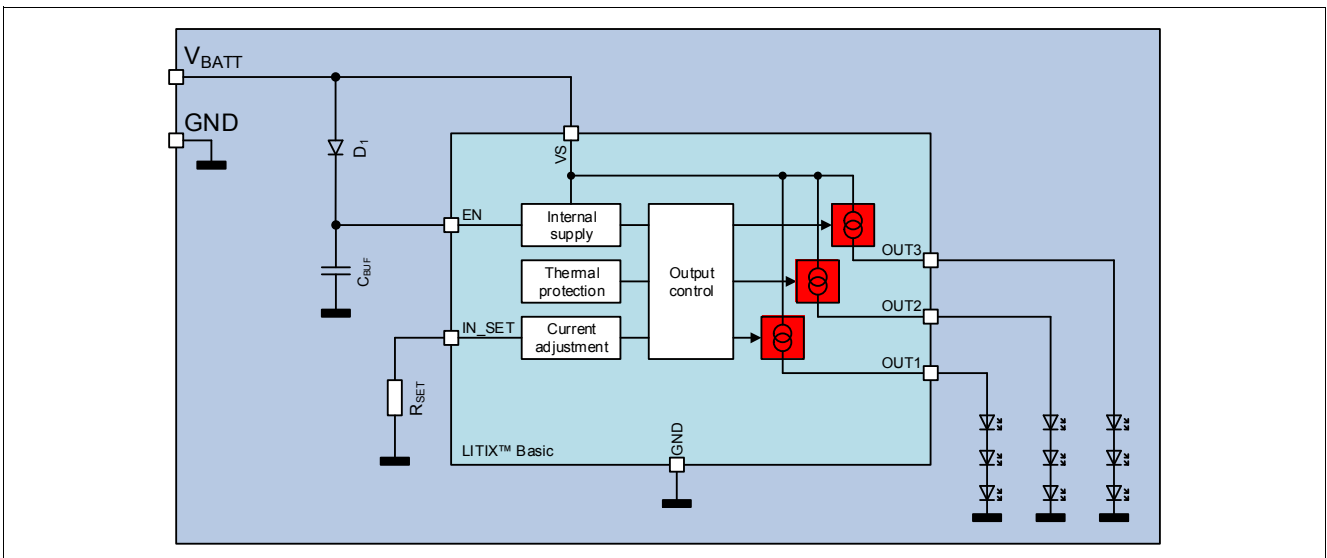 VBATT
GND
D1
VS
EN
Internal
supply
CBUF
Thermal
protection
Output
control
OUT3
OUT2
IN_SET
Current
adjustment
OUT1
RSET
LITIX™ Basic
GND